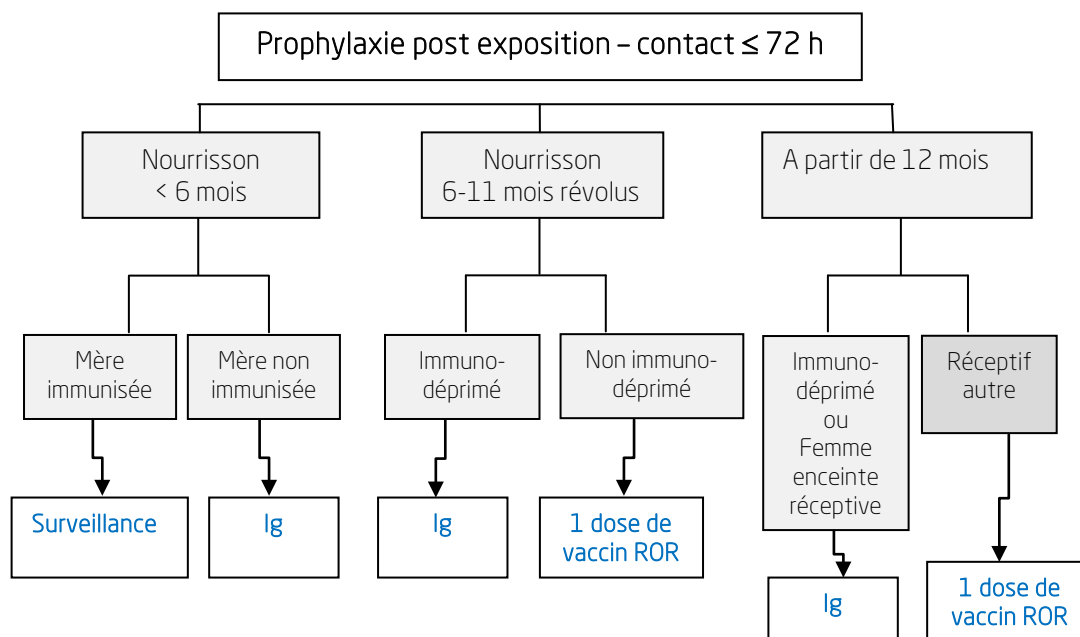 Prophylaxie post exposition – contact ≤ 72 h
Nourrisson
< 6 mois
Nourrisson
6-11 mois révolus
A partir de 12 mois
Mère
immunisée
Mère non
immunisée
Immuno-
déprimé
Non immuno-
déprimé
Immuno-
déprimé
ou
Femme
enceinte
réceptive
Réceptif
autre
Surveillance
Ig
Ig
1 dose de
vaccin ROR
Ig
1 dose de
vaccin ROR